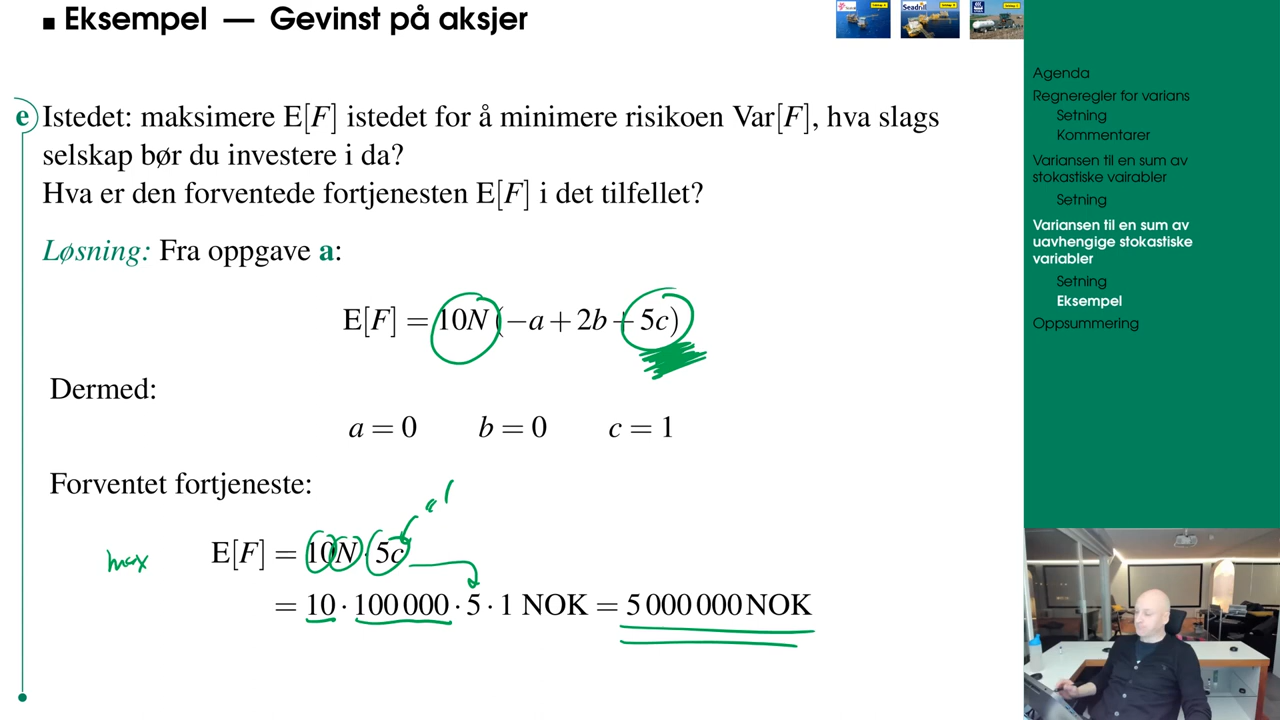 Eksempel — Gevinst på aksjer
Seadrill
e Istedet: maksimere E[F] istedet for å minimere risikoen Var[F], hva slags
selskap bør du investere i da?
Hva er den forventede fortjenesten E[F] i det tilfellet?
Løsning: Fra oppgave a:
E[F] = 10N(−a + 2b + 5c)
Dermed:
a = 0 b = 0 c = 1
Forventet fortjeneste:
max E[F] = 10N · 5c
= 10 · 100 000 · 5 · 1 NOK = 5 000 000 NOK
Agenda
Regneregler for varians
Setning
Kommentarer
Variansen til en sum av
stokastiske vairabler
Setning
Variansen til en sum av
uavhengige stokastiske
variabler
Setning
Eksempel
Oppsummering